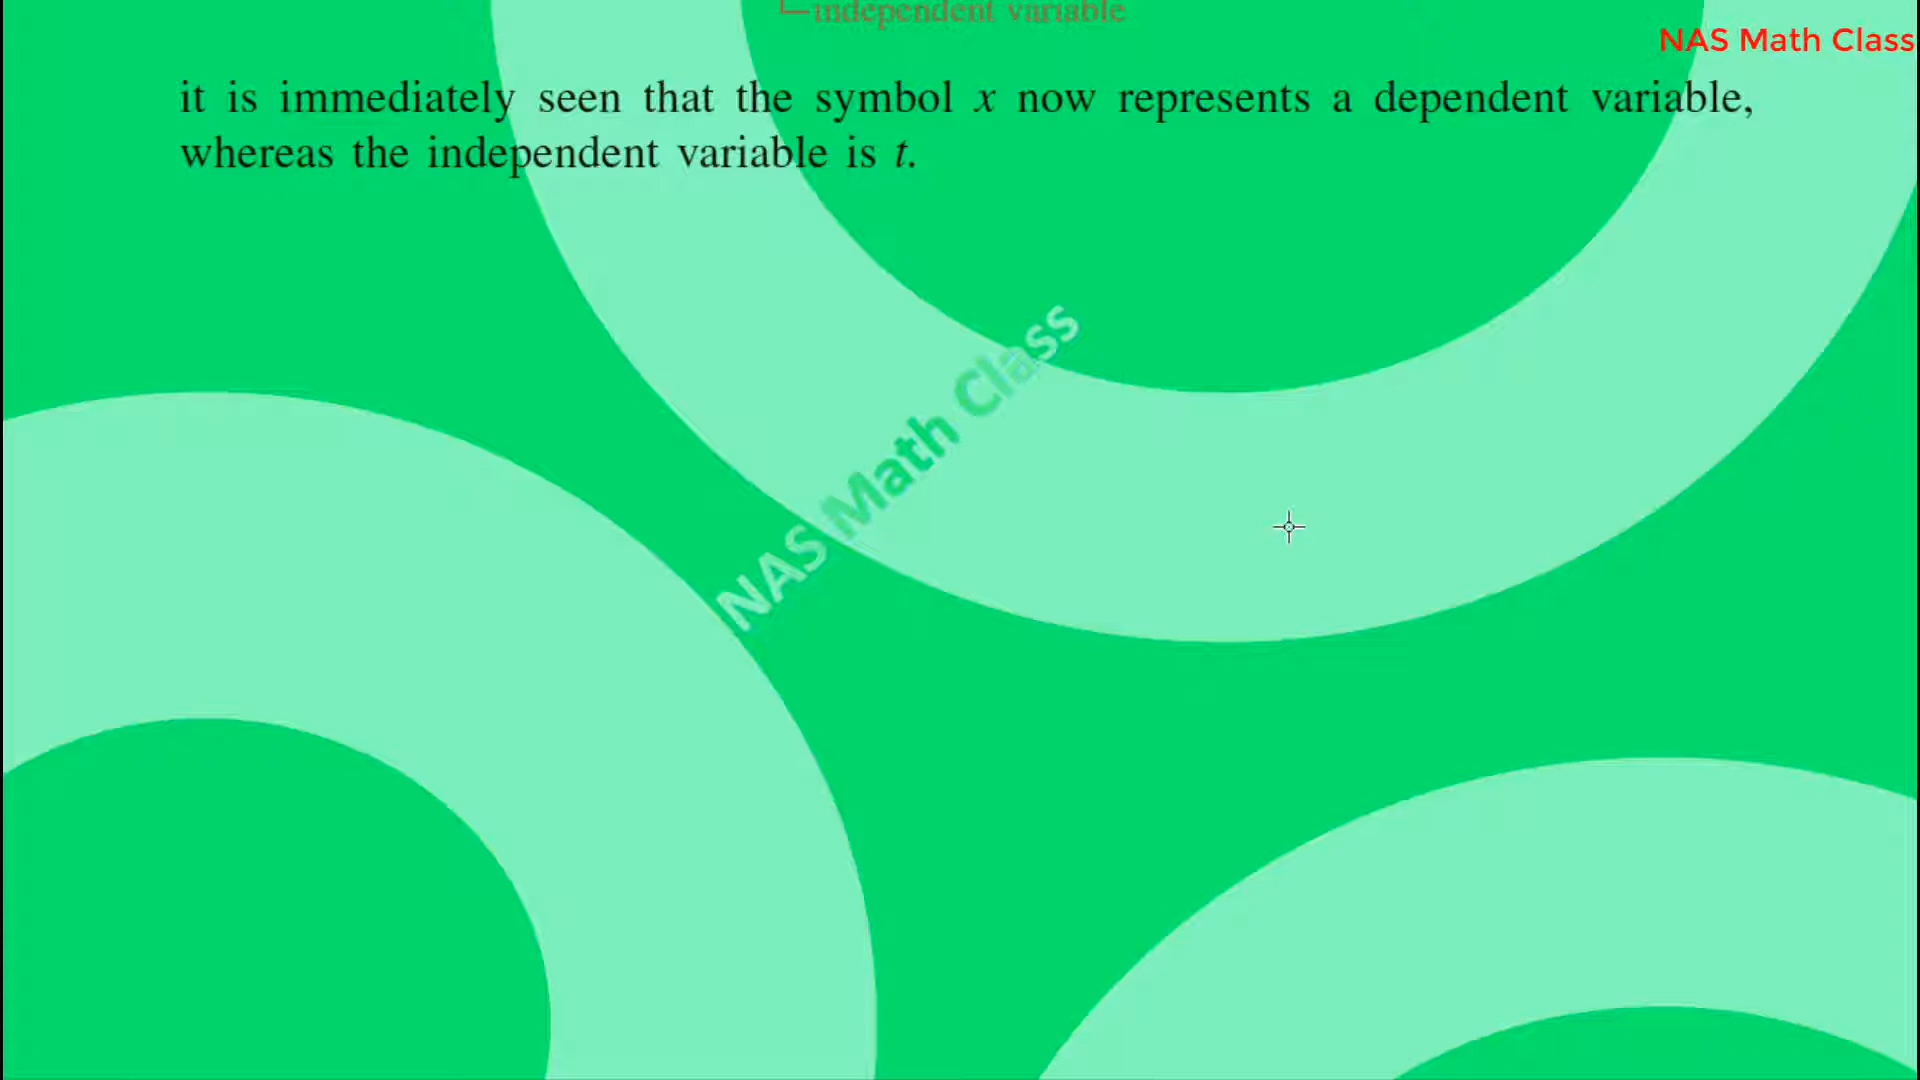 independent variable
NAS Math Class
it is immediately seen that the symbol x now represents a dependent variable,
whereas the independent variable is t.
NAS Math Class